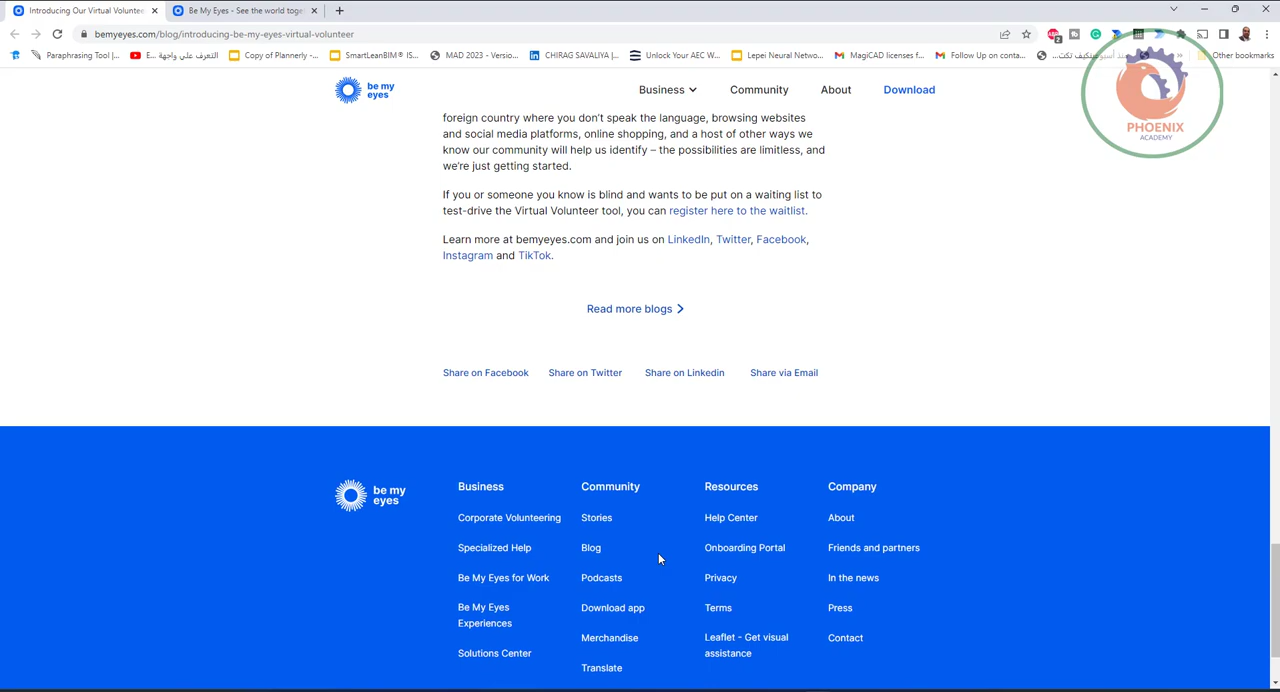 Introducing Our Virtual Voluntee
Be My Eyes - See the world toge
bemyeyes.com/blog/introducing-be-my-eyes-virtual-volunteer
Paraphrasing Tool |...
التعرف علي واجهة ...E
Copy of Plannerly -...
SmartLeanBIM® IS...
MAD 2023 - Versio...
CHIRAG SAVALIYA |...
Unlock Your AEC W...
Lepei Neural Netwo...
MagiCAD licenses f...
Follow Up on conta...
Other bookmarks
be my
eyes
Business
Community
About
Download
PHOENIX
ACADEMY
foreign country where you don't speak the language, browsing websites
and social media platforms, online shopping, and a host of other ways we
know our community will help us identify – the possibilities are limitless, and
we're just getting started.
If you or someone you know is blind and wants to be put on a waiting list to
test-drive the Virtual Volunteer tool, you can register here to the waitlist.
Learn more at bemyeyes.com and join us on LinkedIn, Twitter, Facebook,
Instagram and TikTok.
Read more blogs
Share on Facebook
Share on Twitter
Share on Linkedin
Share via Email
be my
eyes
Business
Corporate Volunteering
Specialized Help
Be My Eyes for Work
Be My Eyes
Experiences
Solutions Center
Community
Stories
Blog
Podcasts
Download app
Merchandise
Translate
Resources
Help Center
Onboarding Portal
Privacy
Terms
Leaflet - Get visual
assistance
Company
About
Friends and partners
In the news
Press
Contact